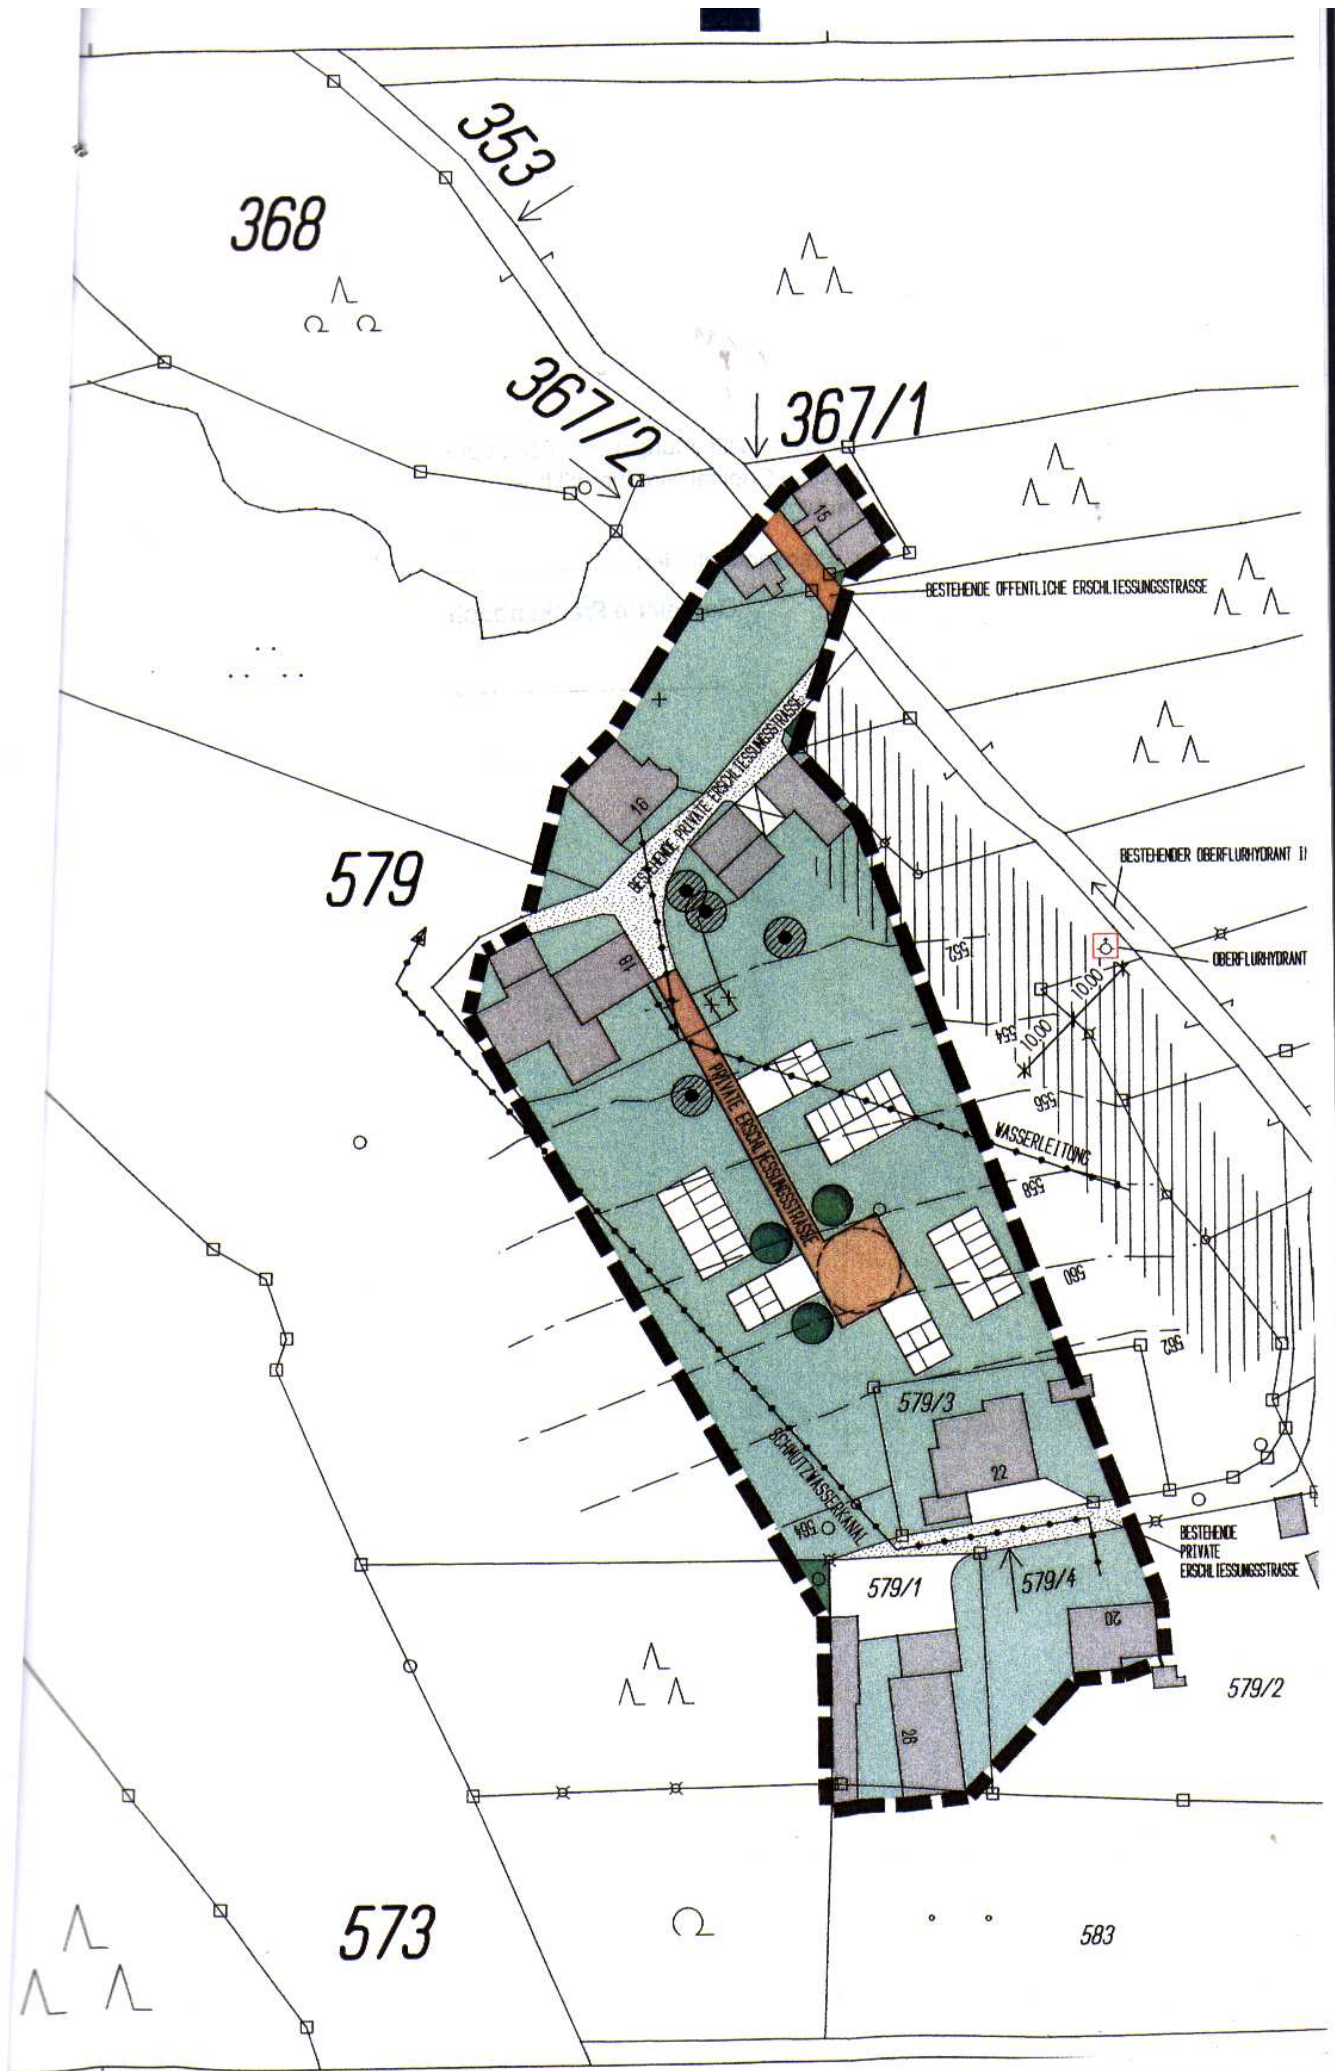 353
368
367/2
367/1
15
BESTEHENDE ÖFFENTLICHE ERSCHLIESSUNGSSTRASSE
BESTEHENDE PRIVATE ERSCHLIESSUNGSSTRASSE
16
579
BESTEHENDER OBERFLURHYDRANT
18
552
OBERFLURHYDRANT
10.00
10.00
554
556
PRIVATE ERSCHLIESSUNGSSTRASSE
WASSERLEITUNG
558
560
562
579/3
SCHMUTZWASSERKANAL
22
564
BESTEHENDE
PRIVATE
ERSCHLIESSUNGSSTRASSE
579/1
579/4
20
579/2
26
573
583